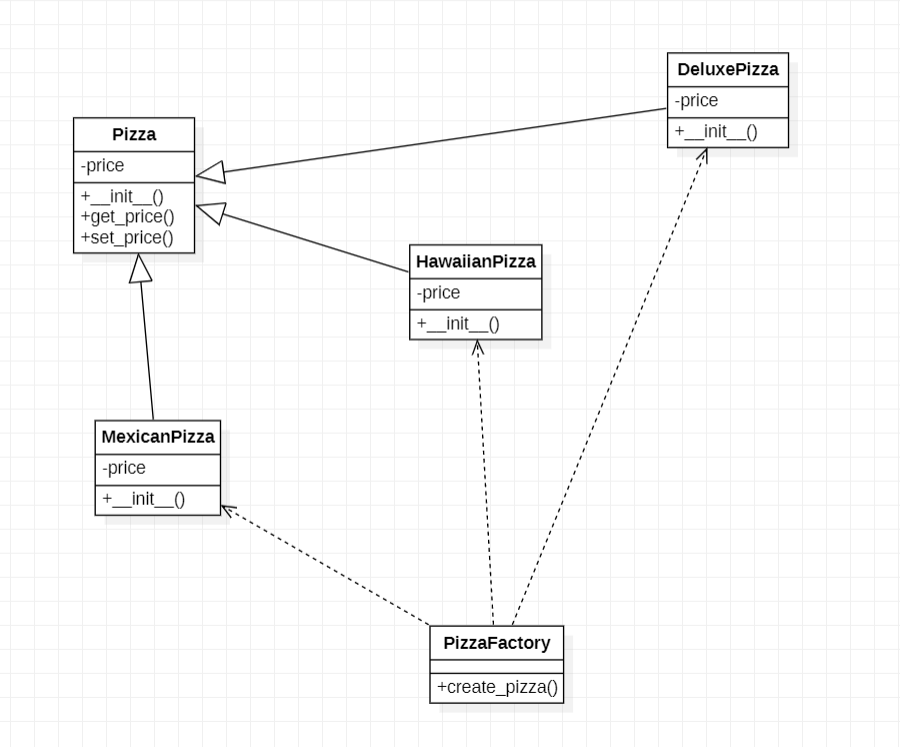 DeluxePizza
-price
+__init__()
Pizza
-price
+__init__()
+get_price()
+set_price()
HawaiianPizza
-price
+__init__()
MexicanPizza
-price
+__init__()
PizzaFactory
+create_pizza()